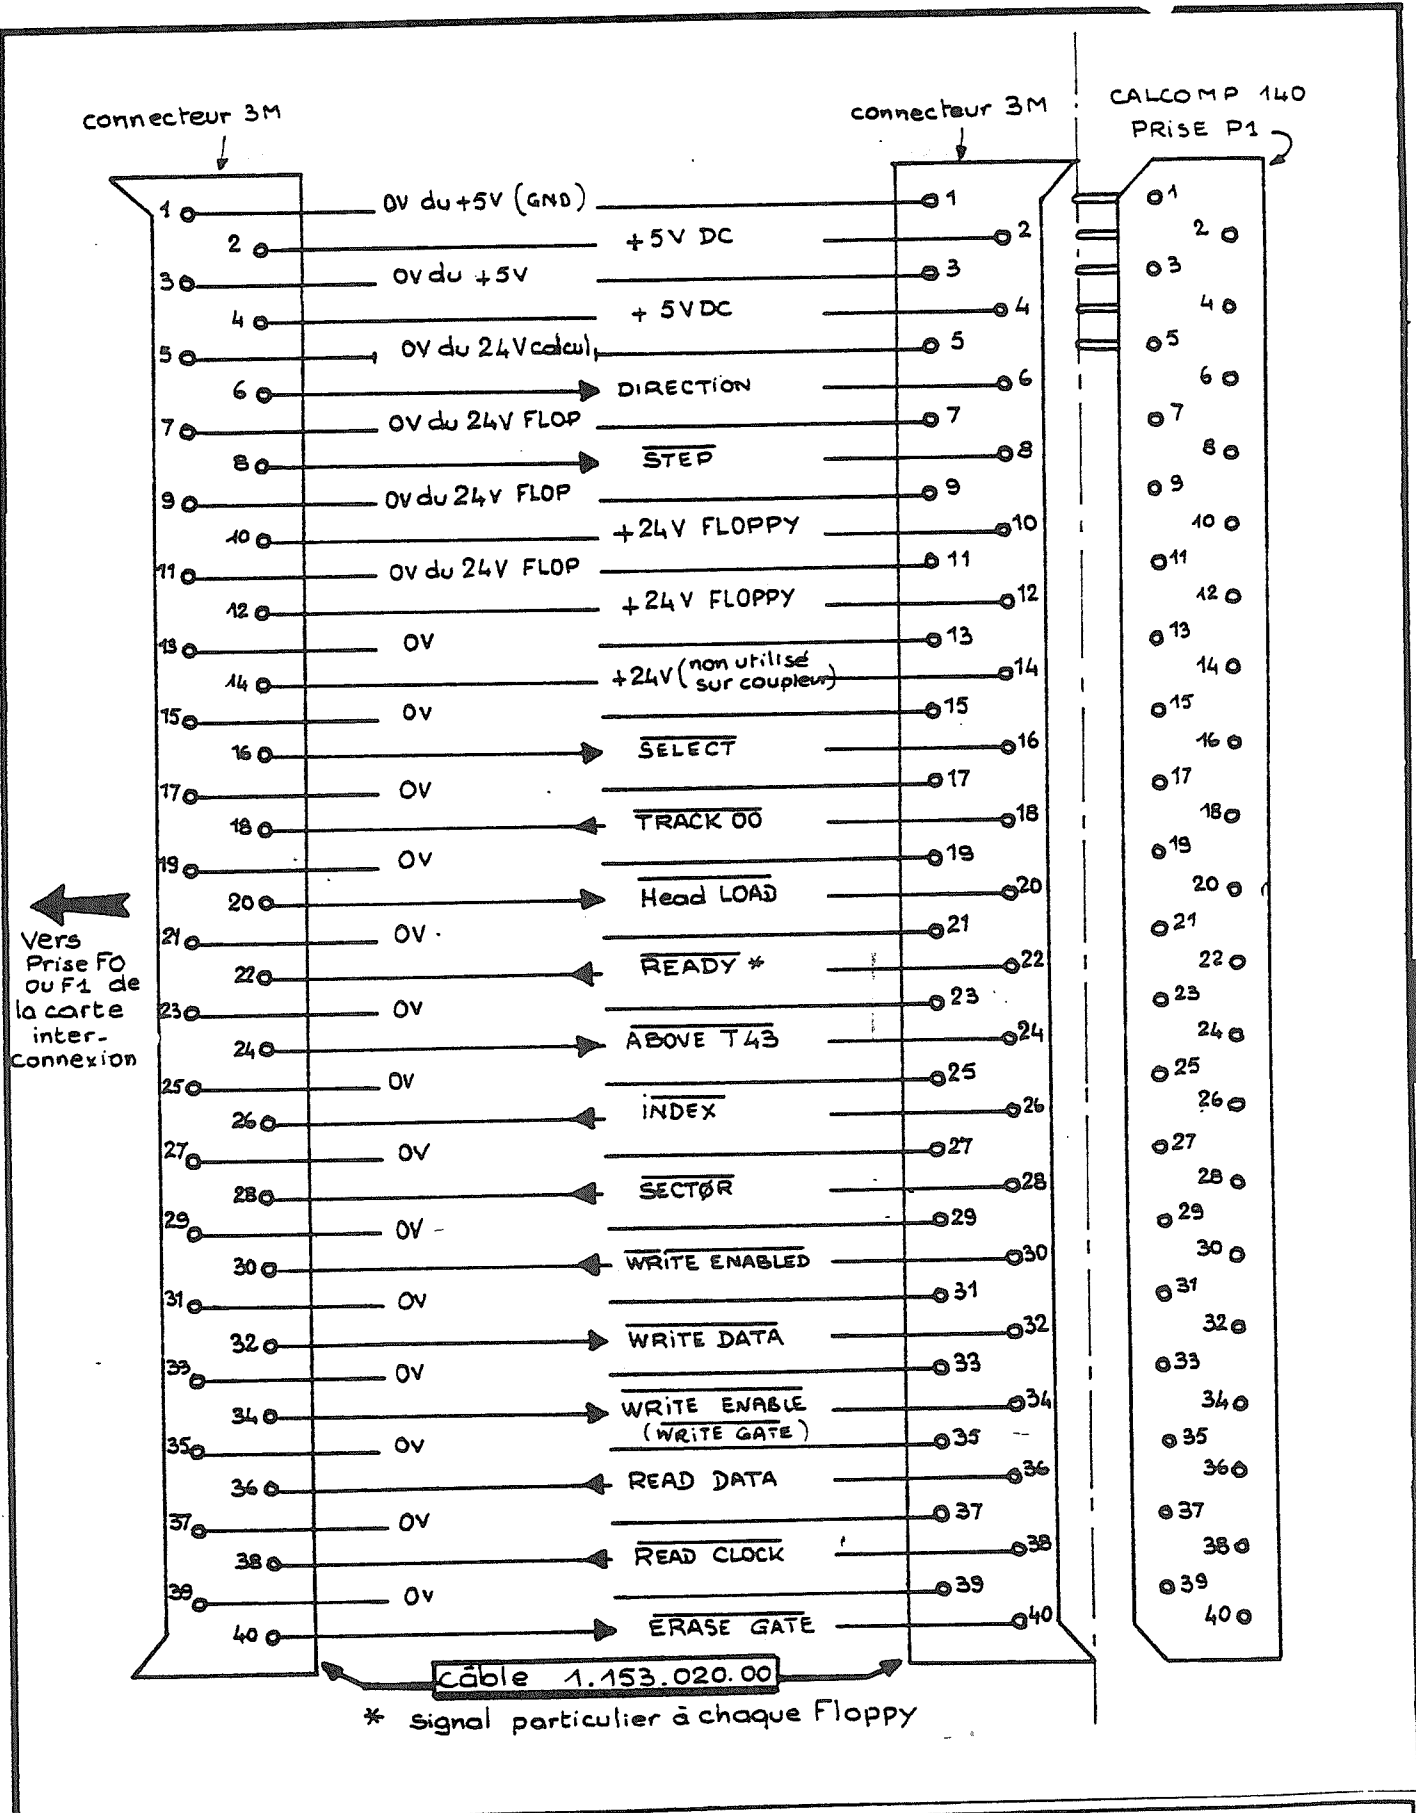 connecteur 3M
connecteur 3M
CALCOMP 140
PRISE P1
1 0V du +5V (GND) 1 1
2 +5V DC 2 2
3 0V du +5V 3 3
4 + 5V DC 4 4
5 0V du 24V calcul 5 5
6 DIRECTION 6 6
7 0V du 24V FLOP 7 7
8 STEP 8 8
9 0V du 24V FLOP 9 9
10 +24V FLOPPY 10 10
11 0V du 24V FLOP 11 11
12 +24V FLOPPY 12 12
13 0V 13 13
14 +24V (non utilisé sur coupleur) 14 14
15 0V 15 15
16 SELECT 16 16
17 0V 17 17
18 TRACK 00 18 18
19 0V 19 19
20 Head LOAD 20 20
21 0V 21 21
22 READY * 22 22
23 0V 23 23
24 ABOVE T43 24 24
25 0V 25 25
26 INDEX 26 26
27 0V 27 27
28 SECTØR 28 28
29 0V 29 29
30 WRITE ENABLED 30 30
31 0V 31 31
32 WRITE DATA 32 32
33 0V 33 33
34 WRITE ENABLE 34 34
(WRITE GATE)
35 0V 35 35
36 READ DATA 36 36
37 0V 37 37
38 READ CLOCK 38 38
39 0V 39 39
40 ERASE GATE 40 40
Vers
Prise F0
ou F1 de
la carte
inter-
connexion
câble 1.153.020.00
* signal particulier à chaque Floppy